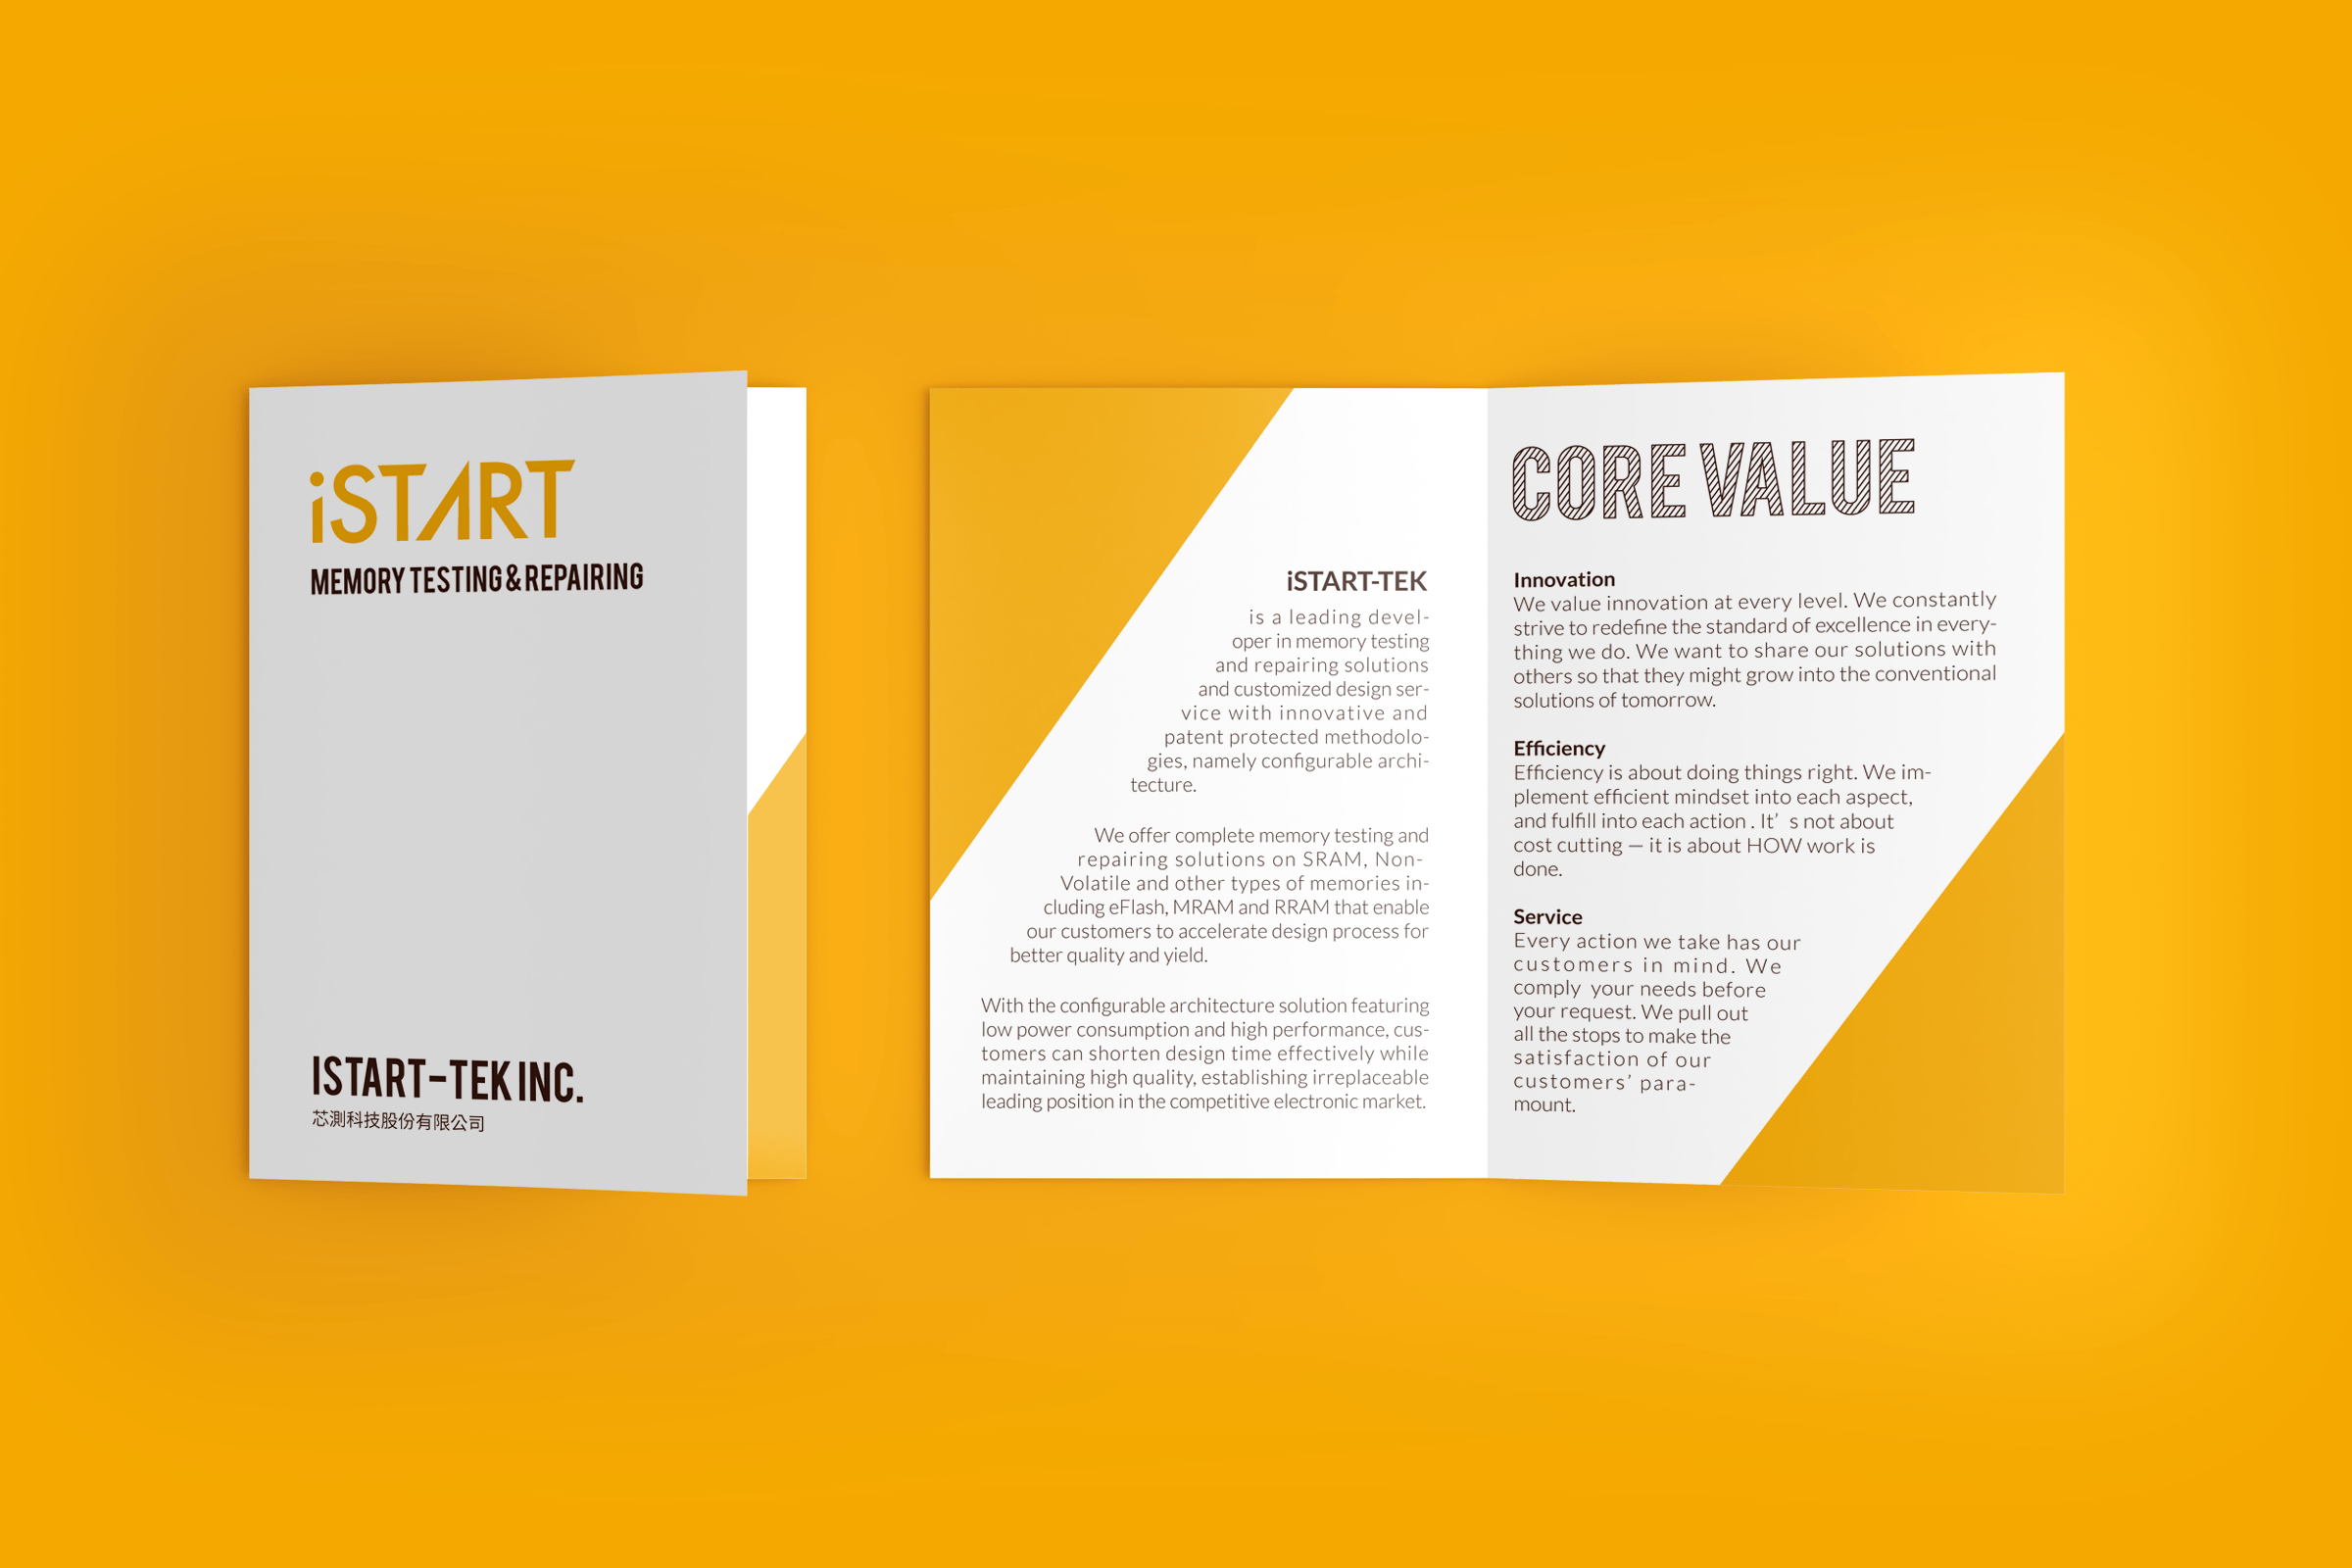 iSTART
MEMORY TESTING & REPAIRING
ISTART-TEK INC.
芯測科技股份有限公司
iSTART-TEK
is a leading devel-
oper in memory testing
and repairing solutions
and customized design ser-
vice with innovative and
patent protected methodolo-
gies, namely configurable archi-
tecture.
We offer complete memory testing and
repairing solutions on SRAM, Non-
Volatile and other types of memories in-
cluding eFlash, MRAM and RRAM that enable
our customers to accelerate design process for
better quality and yield.
With the configurable architecture solution featuring
low power consumption and high performance, cus-
tomers can shorten design time effectively while
maintaining high quality, establishing irreplaceable
leading position in the competitive electronic market.
CORE VALUE
Innovation
We value innovation at every level. We constantly
strive to redefine the standard of excellence in every-
thing we do. We want to share our solutions with
others so that they might grow into the conventional
solutions of tomorrow.
Efficiency
Efficiency is about doing things right. We im-
plement efficient mindset into each aspect,
and fulfill into each action . It’ s not about
cost cutting — it is about HOW work is
done.
Service
Every action we take has our
customers in mind. We
comply your needs before
your request. We pull out
all the stops to make the
satisfaction of our
customers’ para-
mount.